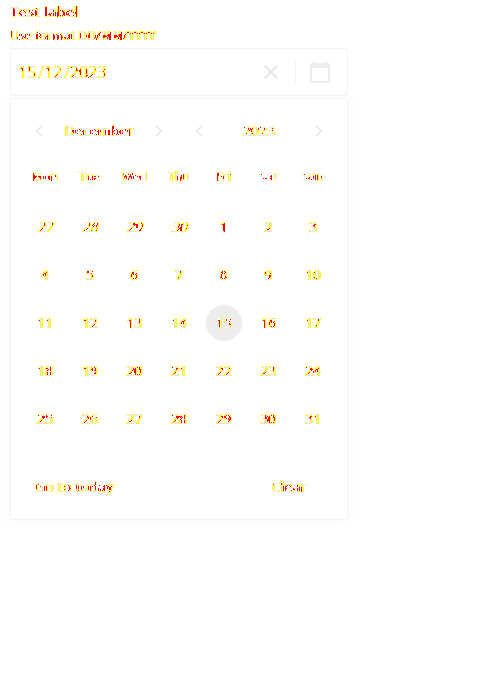 Test label
Use format DD/MM/YYYY
15/12/2023
December 2023
Mon Tue Wed Thu Fri Sat Sun
27 28 29 30 1 2 3
4 5 6 7 8 9 10
11 12 13 14 15 16 17
18 19 20 21 22 23 24
25 26 27 28 29 30 31
Go to today Clear